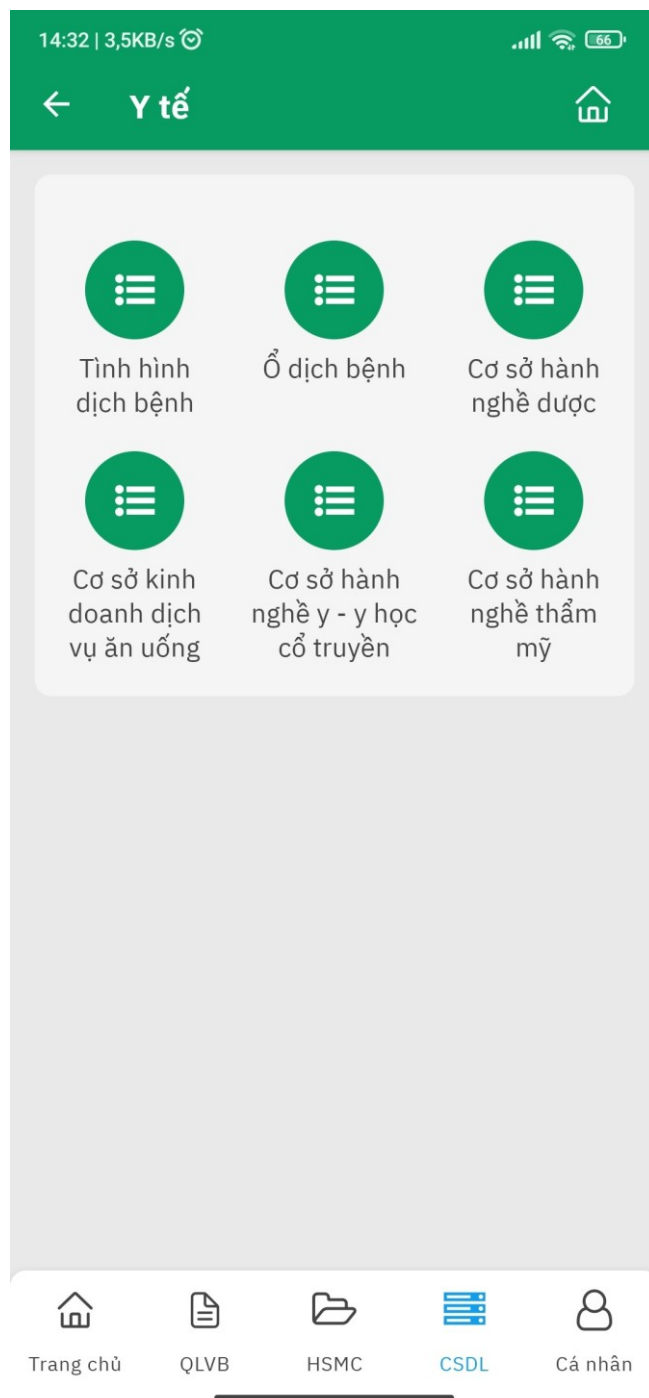 14:32 | 3,5KB/s
66
Y tế
Tình hình
dịch bệnh
Ổ dịch bệnh
Cơ sở hành
nghề dược
Cơ sở kinh
doanh dịch
vụ ăn uống
Cơ sở hành
nghề y - y học
cổ truyền
Cơ sở hành
nghề thẩm
mỹ
Trang chủ
QLVB
HSMC
CSDL
Cá nhân